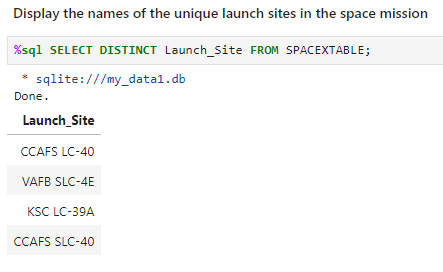 Display the names of the unique launch sites in the space mission
%sql SELECT DISTINCT Launch_Site FROM SPACEXTABLE;
* sqlite:///my_data1.db
Done.
Launch_Site
CCAFS LC-40
VAFB SLC-4E
KSC LC-39A
CCAFS SLC-40